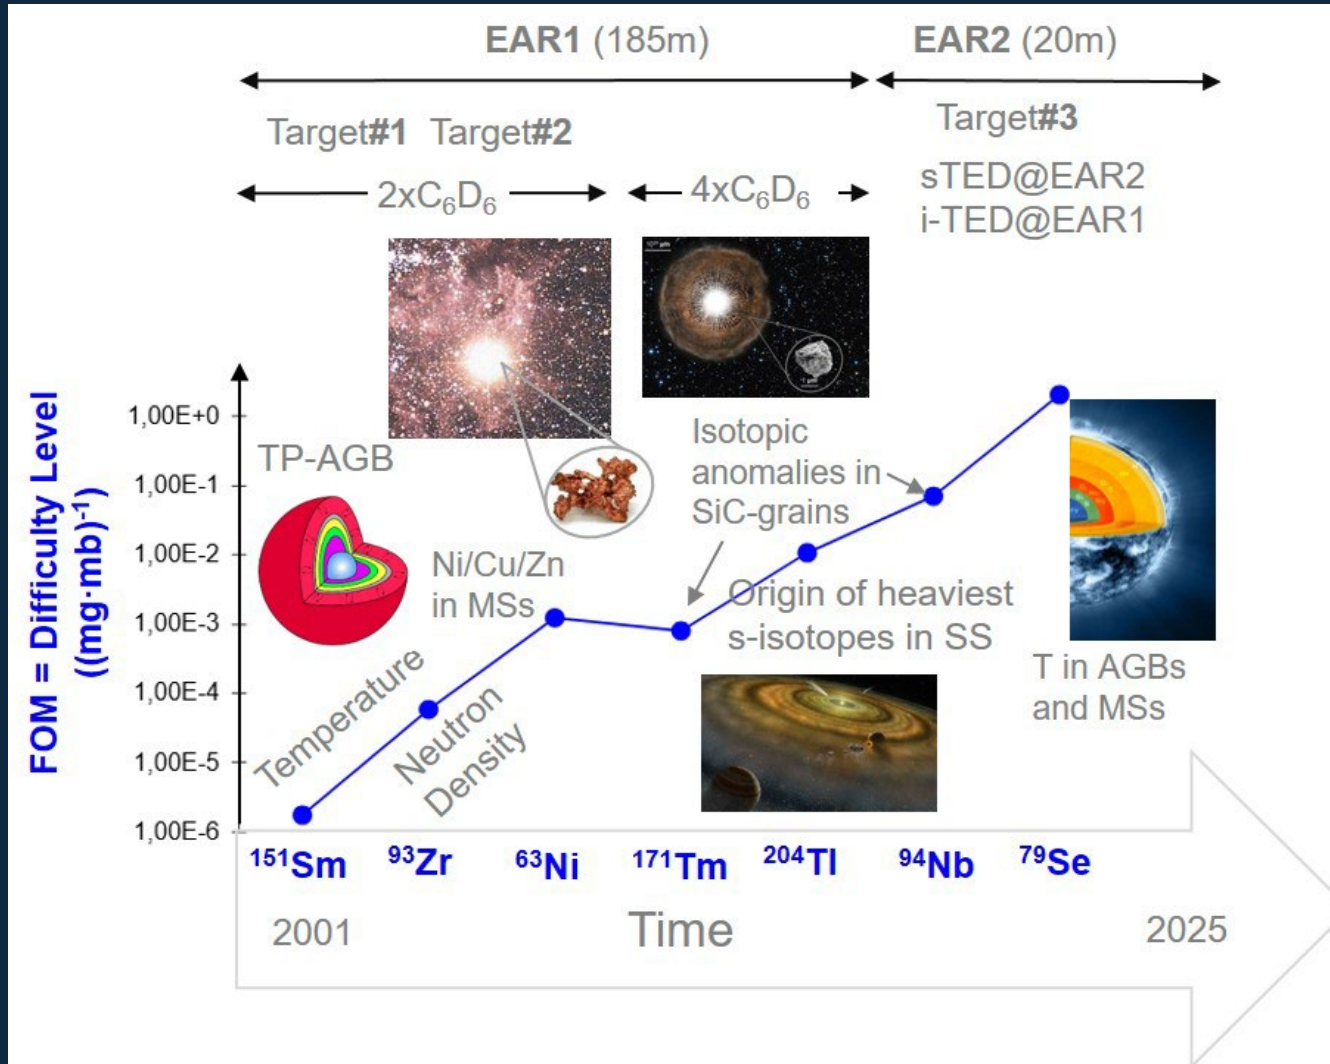 EAR1 (185m)
EAR2 (20m)
Target#1 Target#2
Target#3
2xC₆D₆
4xC₆D₆
sTED@EAR2
i-TED@EAR1
FOM = Difficulty Level
((mg·mb)⁻¹)
1,00E+0
1,00E-1
1,00E-2
1,00E-3
1,00E-4
1,00E-5
1,00E-6
TP-AGB
Temperature
Neutron
Density
Ni/Cu/Zn
in MSs
Isotopic
anomalies in
SiC-grains
Origin of heaviest
s-isotopes in SS
T in AGBs
and MSs
¹⁵¹Sm
⁹³Zr
⁶³Ni
¹⁷¹Tm
²⁰⁴Tl
⁹⁴Nb
⁷⁹Se
2001
Time
2025